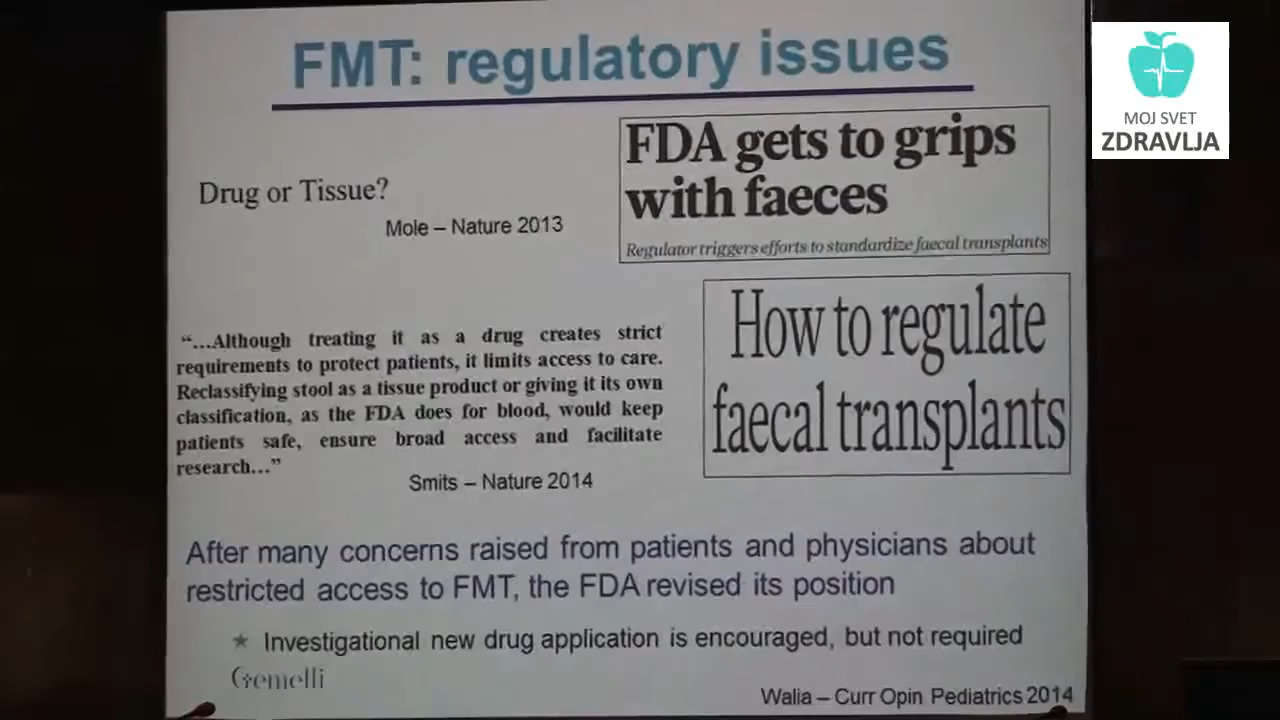 FMT: regulatory issues
MOJ SVET
ZDRAVLJA
FDA gets to grips
with faeces
Regulator triggers efforts to standardize faecal transplants
Drug or Tissue?
Mole – Nature 2013
How to regulate
faecal transplants
“...Although treating it as a drug creates strict
requirements to protect patients, it limits access to care.
Reclassifying stool as a tissue product or giving it its own
classification, as the FDA does for blood, would keep
patients safe, ensure broad access and facilitate
research...”
Smits – Nature 2014
After many concerns raised from patients and physicians about
restricted access to FMT, the FDA revised its position
★ Investigational new drug application is encouraged, but not required
Gemelli
Walia – Curr Opin Pediatrics 2014